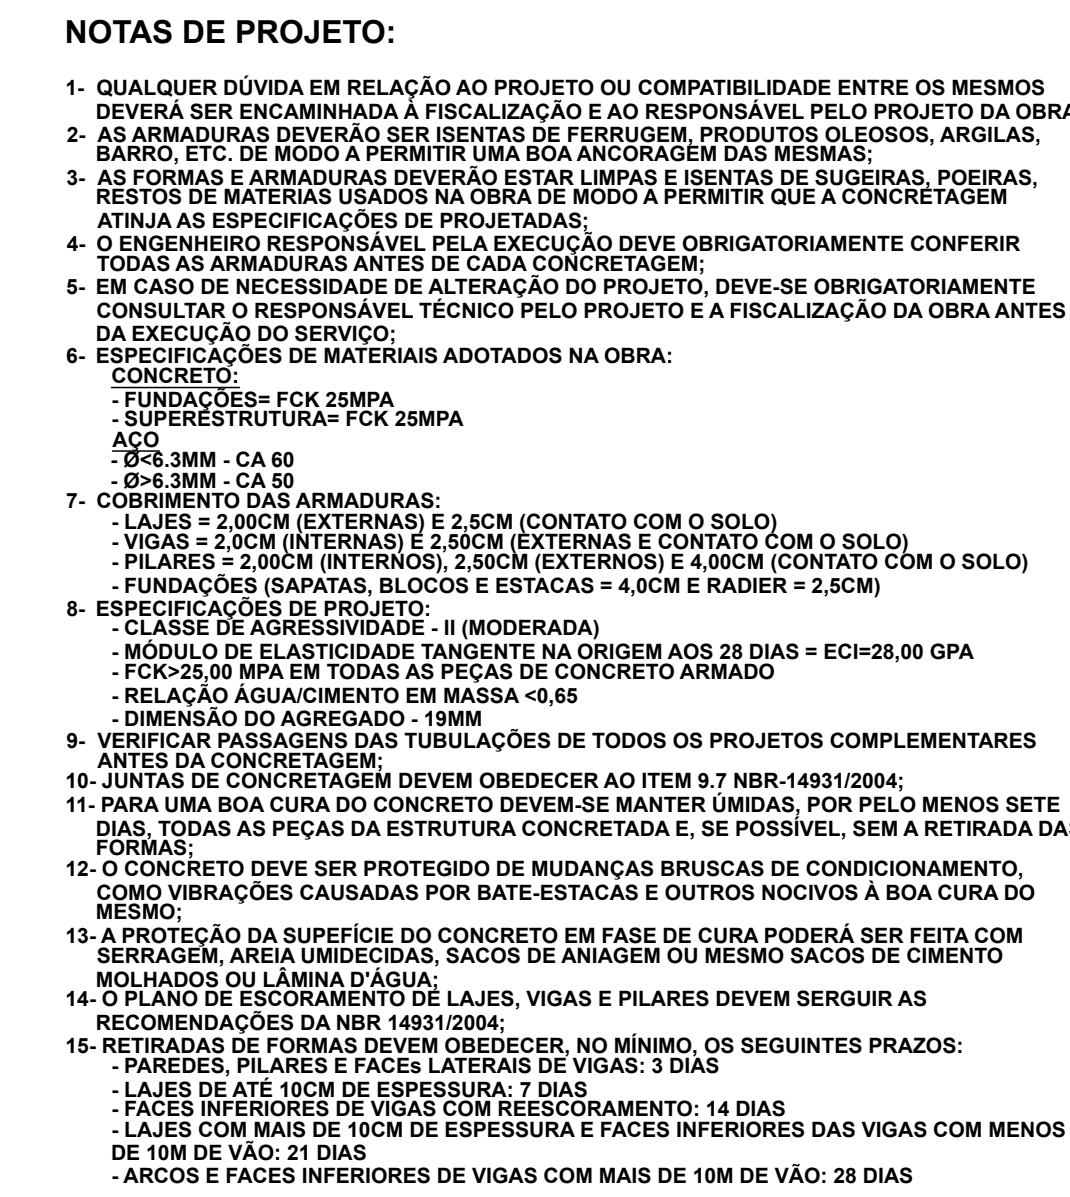 NOTAS DE PROJETO:
1- QUALQUER DÚVIDA EM RELAÇÃO AO PROJETO OU COMPATIBILIDADE ENTRE OS MESMOS
DEVERÁ SER ENCAMINHADA À FISCALIZAÇÃO E AO RESPONSÁVEL PELO PROJETO DA OBRA
2- AS ARMADURAS DEVERÃO SER ISENTAS DE FERRUGEM, PRODUTOS OLEOSOS, ARGILAS,
BARRO, ETC. DE MODO A PERMITIR UMA BOA ANCORAGEM DAS MESMAS;
3- AS FORMAS E ARMADURAS DEVERÃO ESTAR LIMPAS E ISENTAS DE SUGEIRAS, POEIRAS,
RESTOS DE MATERIAS USADOS NA OBRA DE MODO A PERMITIR QUE A CONCRETAGEM
ATINJA AS ESPECIFICAÇÕES DE PROJETADAS;
4- O ENGENHEIRO RESPONSÁVEL PELA EXECUÇÃO DEVE OBRIGATORIAMENTE CONFERIR
TODAS AS ARMADURAS ANTES DE CADA CONCRETAGEM;
5- EM CASO DE NECESSIDADE DE ALTERAÇÃO DO PROJETO, DEVE-SE OBRIGATORIAMENTE
CONSULTAR O RESPONSÁVEL TÉCNICO PELO PROJETO E A FISCALIZAÇÃO DA OBRA ANTES
DA EXECUÇÃO DO SERVIÇO;
6- ESPECIFICAÇÕES DE MATERIAIS ADOTADOS NA OBRA:
CONCRETO:
- FUNDAÇÕES= FCK 25MPA
- SUPERESTRUTURA= FCK 25MPA
AÇO
- Ø<6.3MM - CA 60
- Ø>6.3MM - CA 50
7- COBRIMENTO DAS ARMADURAS:
- LAJES = 2,00CM (EXTERNAS) E 2,5CM (CONTATO COM O SOLO)
- VIGAS = 2,0CM (INTERNAS) E 2,50CM (EXTERNAS E CONTATO COM O SOLO)
- PILARES = 2,00CM (INTERNOS), 2,50CM (EXTERNOS) E 4,00CM (CONTATO COM O SOLO)
- FUNDAÇÕES (SAPATAS, BLOCOS E ESTACAS = 4,0CM E RADIER = 2,5CM)
8- ESPECIFICAÇÕES DE PROJETO:
- CLASSE DE AGRESSIVIDADE - II (MODERADA)
- MÓDULO DE ELASTICIDADE TANGENTE NA ORIGEM AOS 28 DIAS = ECI=28,00 GPA
- FCK>25,00 MPA EM TODAS AS PEÇAS DE CONCRETO ARMADO
- RELAÇÃO ÁGUA/CIMENTO EM MASSA <0,65
- DIMENSÃO DO AGREGADO - 19MM
9- VERIFICAR PASSAGENS DAS TUBULAÇÕES DE TODOS OS PROJETOS COMPLEMENTARES
ANTES DA CONCRETAGEM;
10- JUNTAS DE CONCRETAGEM DEVEM OBEDECER AO ITEM 9.7 NBR-14931/2004;
11- PARA UMA BOA CURA DO CONCRETO DEVEM-SE MANTER ÚMIDAS, POR PELO MENOS SETE
DIAS, TODAS AS PEÇAS DA ESTRUTURA CONCRETADA E, SE POSSÍVEL, SEM A RETIRADA DAS
FORMAS;
12- O CONCRETO DEVE SER PROTEGIDO DE MUDANÇAS BRUSCAS DE CONDICIONAMENTO,
COMO VIBRAÇÕES CAUSADAS POR BATE-ESTACAS E OUTROS NOCIVOS À BOA CURA DO
MESMO;
13- A PROTEÇÃO DA SUPEFÍCIE DO CONCRETO EM FASE DE CURA PODERÁ SER FEITA COM
SERRAGEM, AREIA UMIDECIDAS, SACOS DE ANIAGEM OU MESMO SACOS DE CIMENTO
MOLHADOS OU LÂMINA D'ÁGUA;
14- O PLANO DE ESCORAMENTO DE LAJES, VIGAS E PILARES DEVEM SERGUIR AS
RECOMENDAÇÕES DA NBR 14931/2004;
15- RETIRADAS DE FORMAS DEVEM OBEDECER, NO MÍNIMO, OS SEGUINTES PRAZOS:
- PAREDES, PILARES E FACEs LATERAIS DE VIGAS: 3 DIAS
- LAJES DE ATÉ 10CM DE ESPESSURA: 7 DIAS
- FACES INFERIORES DE VIGAS COM REESCORAMENTO: 14 DIAS
- LAJES COM MAIS DE 10CM DE ESPESSURA E FACES INFERIORES DAS VIGAS COM MENOS
DE 10M DE VÃO: 21 DIAS
- ARCOS E FACES INFERIORES DE VIGAS COM MAIS DE 10M DE VÃO: 28 DIAS